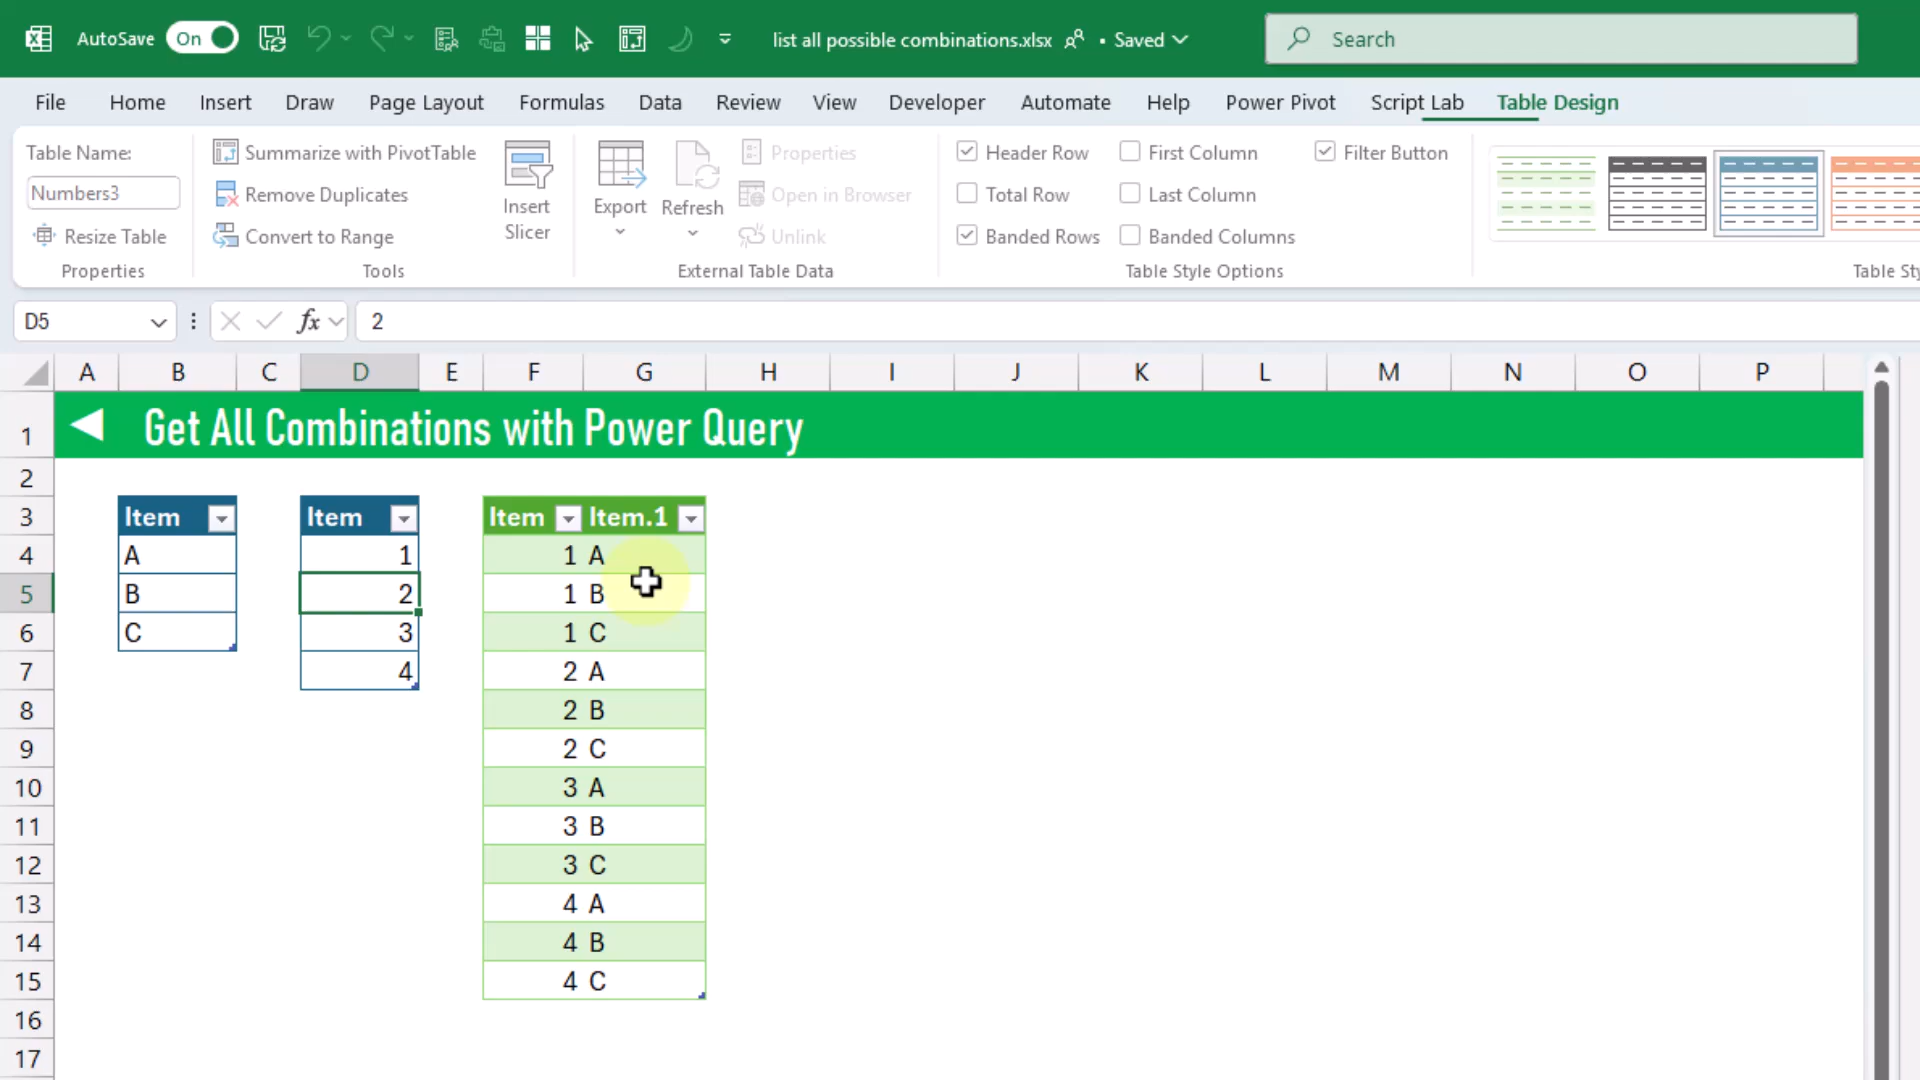 AutoSave On list all possible combinations.xlsx • Saved Search
File Home Insert Draw Page Layout Formulas Data Review View Developer Automate Help Power Pivot Script Lab Table Design
Table Name:
Numbers3
Resize Table
Properties
Summarize with PivotTable
Remove Duplicates
Convert to Range
Tools
Insert
Slicer
Export
Refresh
Properties
Open in Browser
Unlink
External Table Data
Header Row
Total Row
Banded Rows
First Column
Last Column
Banded Columns
Filter Button
Table Style Options
Table Sty
D5 fx 2
A B C D E F G H I J K L M N O P
1 Get All Combinations with Power Query
2
3 Item Item Item Item.1
4 A 1 1 A
5 B 2 1 B
6 C 3 1 C
7 4 2 A
8 2 B
9 2 C
10 3 A
11 3 B
12 3 C
13 4 A
14 4 B
15 4 C
16
17